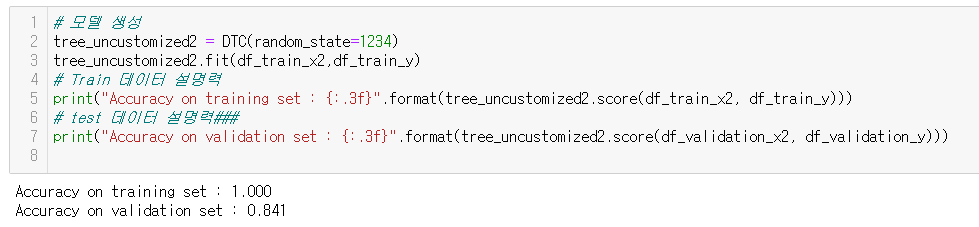 1 # 모델 생성
2 tree_uncustomized2 = DTC(random_state=1234)
3 tree_uncustomized2.fit(df_train_x2,df_train_y)
4 # Train 데이터 설명력
5 print("Accuracy on training set : {:.3f}".format(tree_uncustomized2.score(df_train_x2, df_train_y)))
6 # test 데이터 설명력###
7 print("Accuracy on validation set : {:.3f}".format(tree_uncustomized2.score(df_validation_x2, df_validation_y)))
8
Accuracy on training set : 1.000
Accuracy on validation set : 0.841